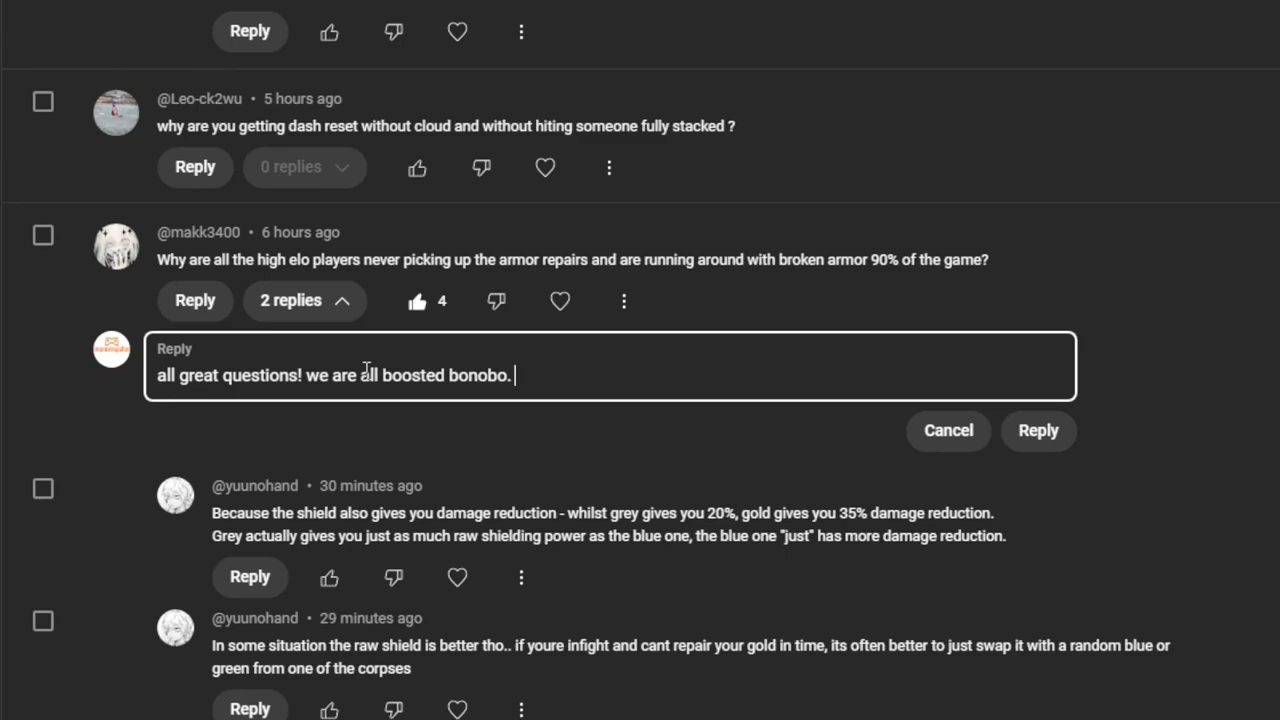 Reply
@Leo-ck2wu • 5 hours ago
why are you getting dash reset without cloud and without hiting someone fully stacked ?
Reply 0 replies
@makk3400 • 6 hours ago
Why are all the high elo players never picking up the armor repairs and are running around with broken armor 90% of the game?
Reply 2 replies 4
Reply
all great questions! we are all boosted bonobo.
Cancel Reply
@yuunohand • 30 minutes ago
Because the shield also gives you damage reduction - whilst grey gives you 20%, gold gives you 35% damage reduction.
Grey actually gives you just as much raw shielding power as the blue one, the blue one "just" has more damage reduction.
Reply
@yuunohand • 29 minutes ago
In some situation the raw shield is better tho.. if youre infight and cant repair your gold in time, its often better to just swap it with a random blue or
green from one of the corpses
Reply